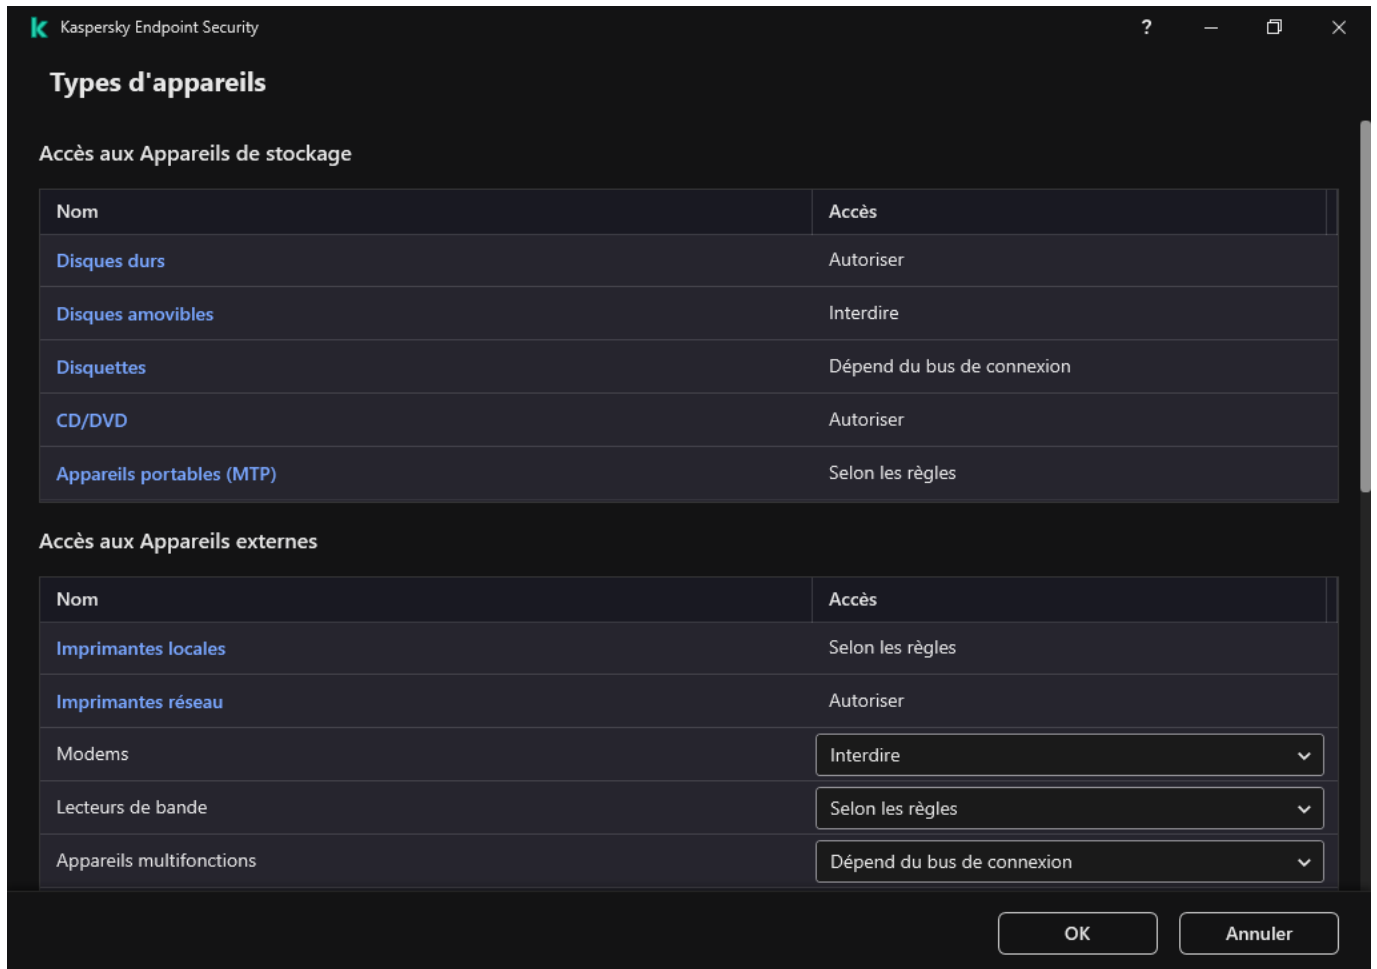 Kaspersky Endpoint Security ?
Types d'appareils
Accès aux Appareils de stockage
Nom Accès
Disques durs Autoriser
Disques amovibles Interdire
Disquettes Dépend du bus de connexion
CD/DVD Autoriser
Appareils portables (MTP) Selon les règles
Accès aux Appareils externes
Nom Accès
Imprimantes locales Selon les règles
Imprimantes réseau Autoriser
Modems Interdire
Lecteurs de bande Selon les règles
Appareils multifonctions Dépend du bus de connexion
OK Annuler